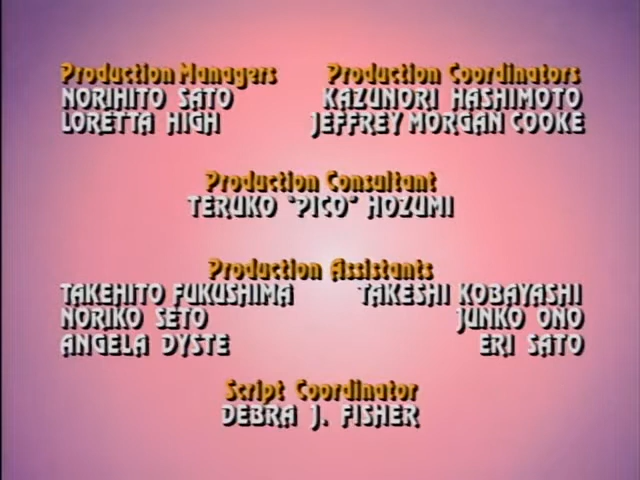 Production Managers
NORIHITO SATO
LORETTA HIGH
Production Coordinators
KAZUNORI HASHIMOTO
JEFFREY MORGAN COOKE
Production Consultant
TERUKO "PICO" HOZUMI
Production Assistants
TAKEHITO FUKUSHIMA
NORIKO SETO
ANGELA DYSTE
TAKESHI KOBAYASHI
JUNKO ONO
ERI SATO
Script Coordinator
DEBRA J. FISHER